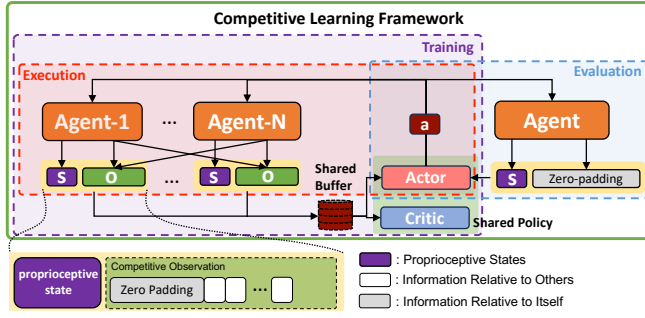 Competitive Learning Framework
Training
Execution
Evaluation
Agent-1
...
Agent-N
a
Agent
S
O
...
S
O
Shared
Buffer
Actor
S
Zero-padding
Critic
Shared Policy
proprioceptive
state
Competitive Observation
Zero Padding
...
: Proprioceptive States
: Information Relative to Others
: Information Relative to Itself